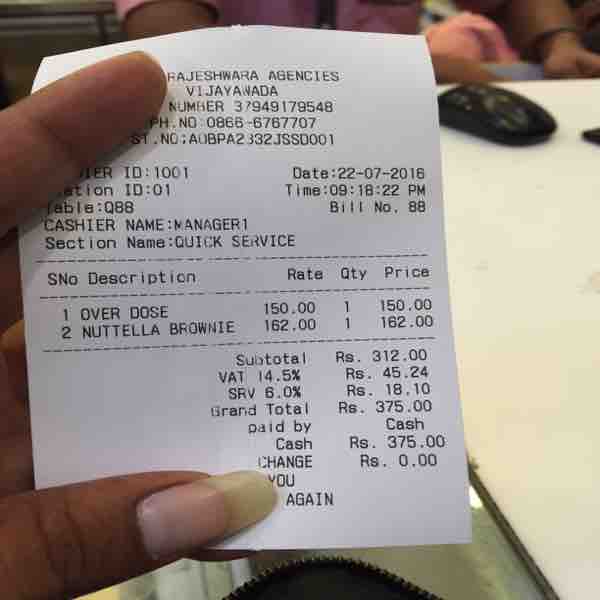 RAJESHWARA AGENCIES
VIJAYAWADA
NUMBER 37949179548
PH.NO:0866-6767707
ST.NO:AOBPA2332JSSD001
ID:1001 Date:22-07-2016
ID:01 Time:09:18:22 PM
Table:Q88 Bill No. 88
CASHIER NAME:MANAGER1
Section Name:QUICK SERVICE
SNo Description Rate Qty Price
1 OVER DOSE 150.00 1 150.00
2 NUTTELLA BROWNIE 162.00 1 162.00
Subtotal Rs. 312.00
VAT 14.5% Rs. 45.24
SRV 6.0% Rs. 18.10
Grand Total Rs. 375.00
paid by Cash
Cash Rs. 375.00
CHANGE Rs. 0.00
YOU
AGAIN